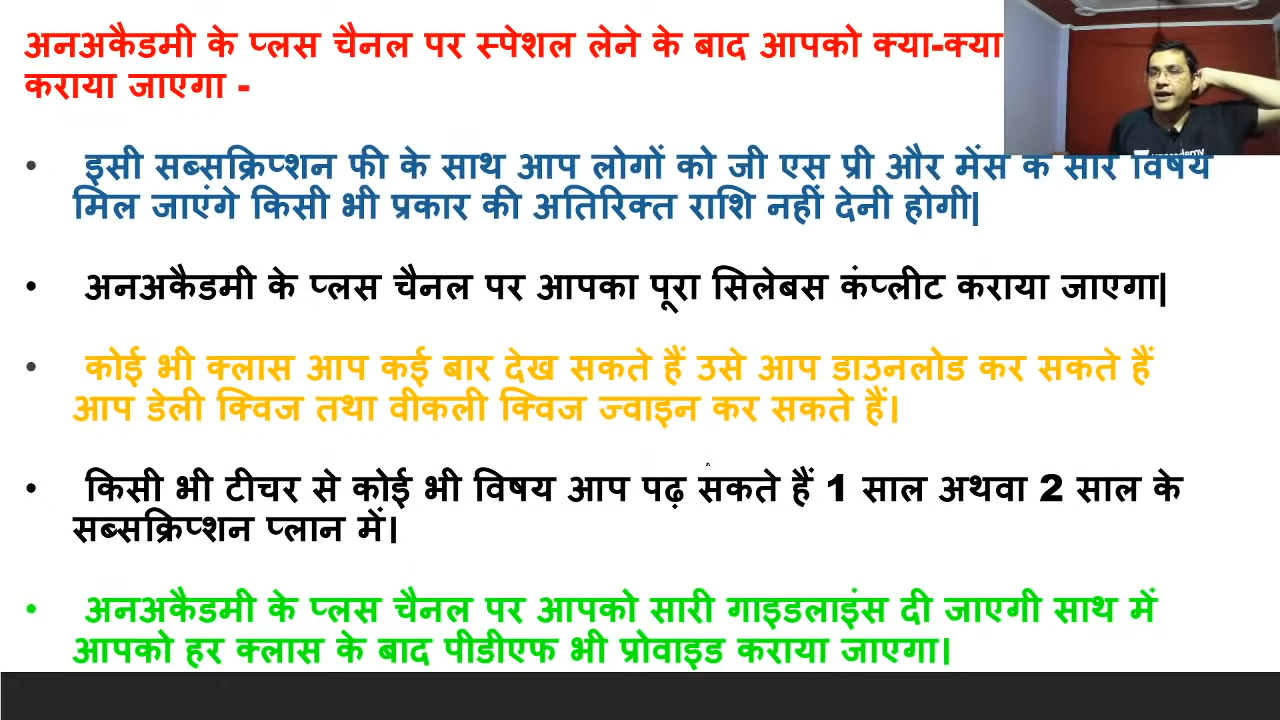 अनअकैडमी के प्लस चैनल पर स्पेशल लेने के बाद आपको क्या-क्या
कराया जाएगा -
• इसी सब्सक्रिप्शन फी के साथ आप लोगों को जी एस प्री और मेंस के सारे विषय
मिल जाएंगे किसी भी प्रकार की अतिरिक्त राशि नहीं देनी होगी|
• अनअकैडमी के प्लस चैनल पर आपका पूरा सिलेबस कंप्लीट कराया जाएगा|
• कोई भी क्लास आप कई बार देख सकते हैं उसे आप डाउनलोड कर सकते हैं
आप डेली क्विज तथा वीकली क्विज ज्वाइन कर सकते हैं।
• किसी भी टीचर से कोई भी विषय आप पढ़ सकते हैं 1 साल अथवा 2 साल के
सब्सक्रिप्शन प्लान में।
• अनअकैडमी के प्लस चैनल पर आपको सारी गाइडलाइंस दी जाएगी साथ में
आपको हर क्लास के बाद पीडीएफ भी प्रोवाइड कराया जाएगा।